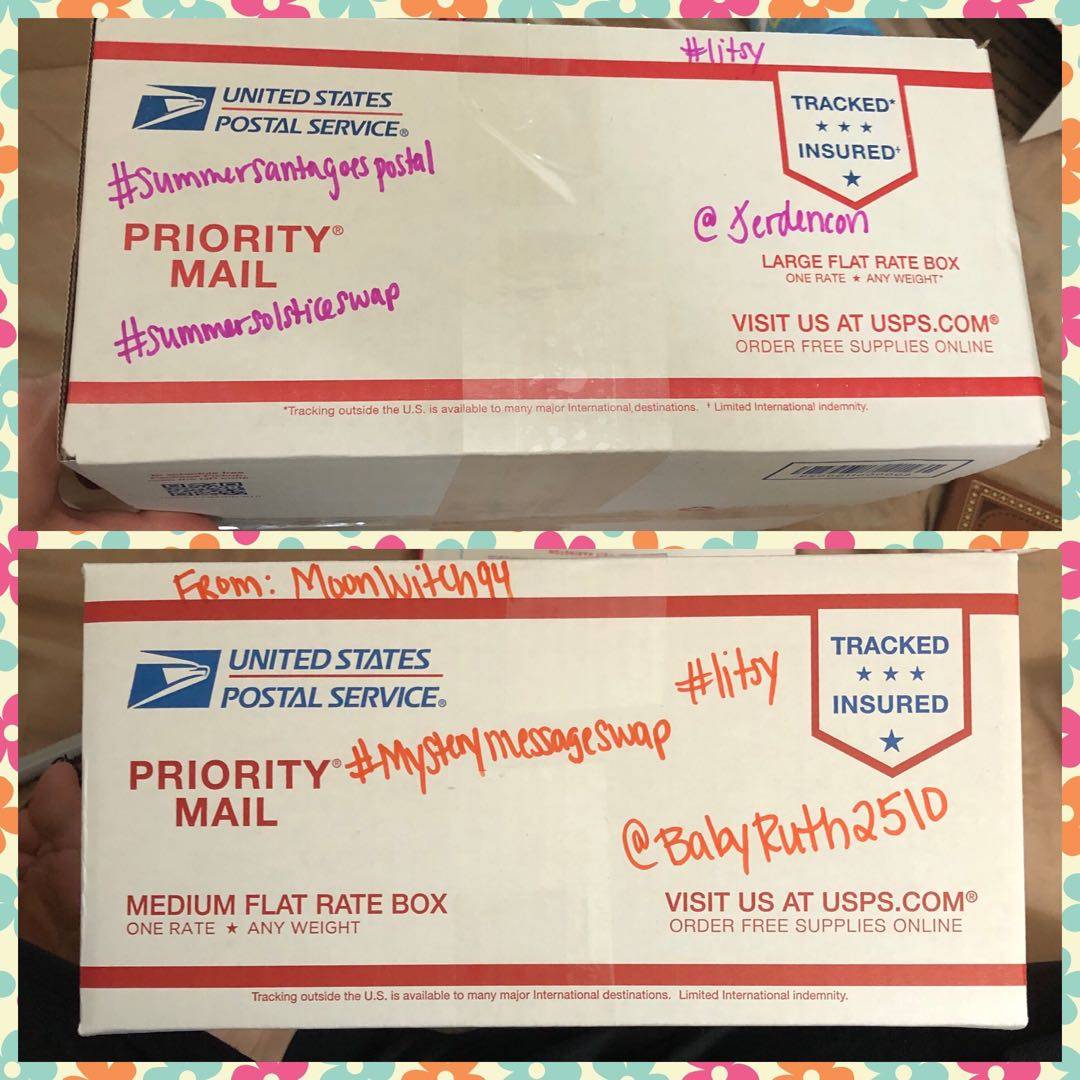 #litsy
UNITED STATES
POSTAL SERVICE®
TRACKED*
INSURED†
#Summersantagoes postal
@Jerdencon
PRIORITY®
MAIL
LARGE FLAT RATE BOX
ONE RATE ★ ANY WEIGHT*
#summersolsticeswap
VISIT US AT USPS.COM®
ORDER FREE SUPPLIES ONLINE
*Tracking outside the U.S. is available to many major International destinations. † Limited International indemnity.
From: MoonWitch94
UNITED STATES
POSTAL SERVICE®
#litsy
TRACKED
INSURED
PRIORITY®
MAIL
#Mysterymessageswap
@BabyRuth2510
MEDIUM FLAT RATE BOX
ONE RATE ★ ANY WEIGHT
VISIT US AT USPS.COM®
ORDER FREE SUPPLIES ONLINE
Tracking outside the U.S. is available to many major International destinations. Limited International indemnity.